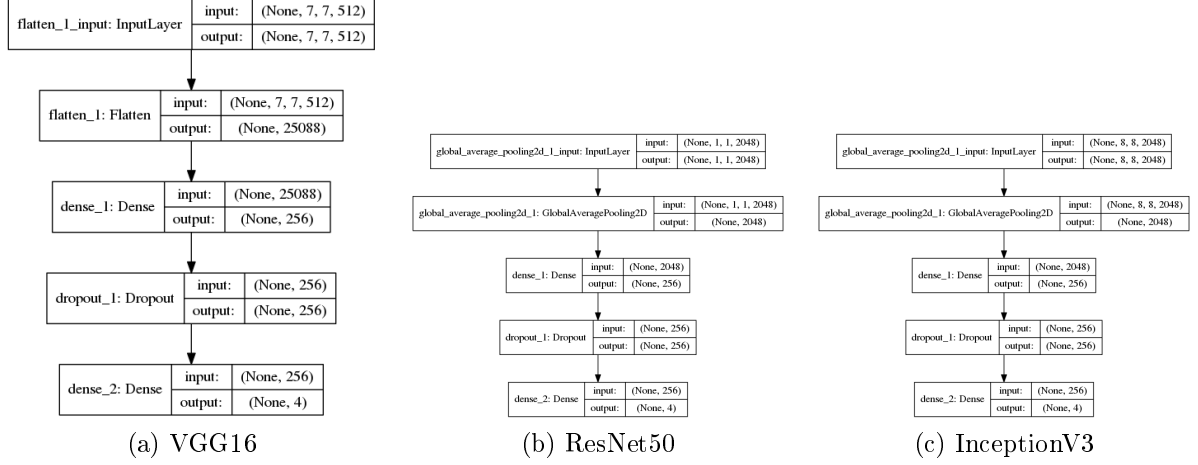 flatten_1_input: InputLayer
input: (None, 7, 7, 512)
output: (None, 7, 7, 512)
flatten_1: Flatten
input: (None, 7, 7, 512)
output: (None, 25088)
dense_1: Dense
input: (None, 25088)
output: (None, 256)
dropout_1: Dropout
input: (None, 256)
output: (None, 256)
dense_2: Dense
input: (None, 256)
output: (None, 4)
(a) VGG16
global_average_pooling2d_1_input: InputLayer
input: (None, 1, 1, 2048)
output: (None, 1, 1, 2048)
global_average_pooling2d_1: GlobalAveragePooling2D
input: (None, 1, 1, 2048)
output: (None, 2048)
dense_1: Dense
input: (None, 2048)
output: (None, 256)
dropout_1: Dropout
input: (None, 256)
output: (None, 256)
dense_2: Dense
input: (None, 256)
output: (None, 4)
(b) ResNet50
global_average_pooling2d_1_input: InputLayer
input: (None, 8, 8, 2048)
output: (None, 8, 8, 2048)
global_average_pooling2d_1: GlobalAveragePooling2D
input: (None, 8, 8, 2048)
output: (None, 2048)
dense_1: Dense
input: (None, 2048)
output: (None, 256)
dropout_1: Dropout
input: (None, 256)
output: (None, 256)
dense_2: Dense
input: (None, 256)
output: (None, 4)
(c) InceptionV3